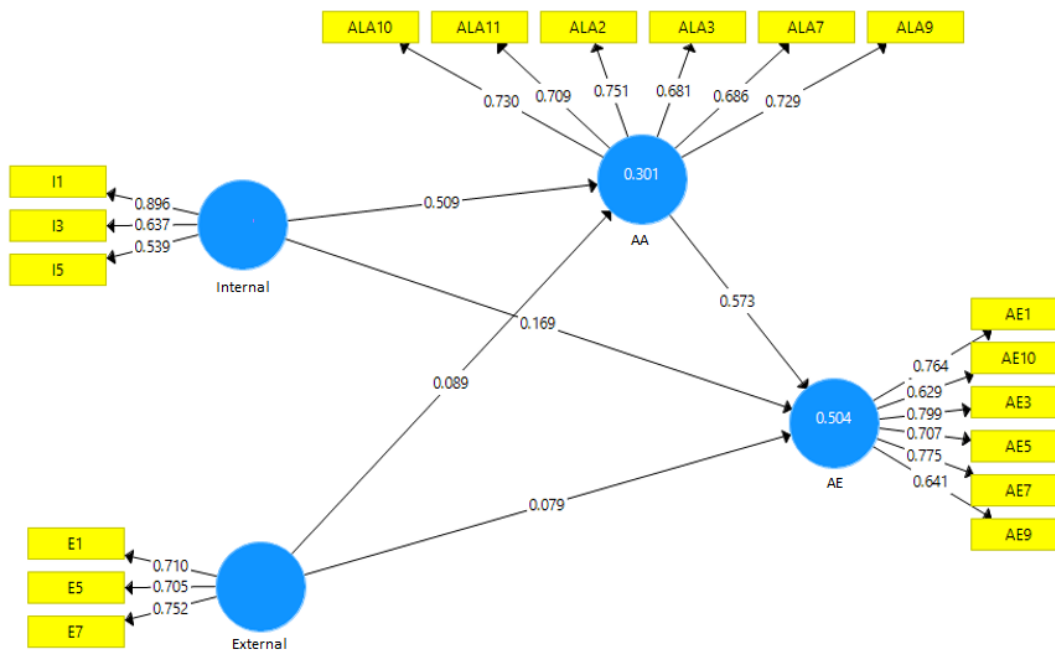 ALA10 ALA11 ALA2 ALA3 ALA7 ALA9
0.730 0.709 0.751 0.681 0.686 0.729
0.301
AA
I1
I3
I5
0.896
0.637
0.539
Internal
0.509
0.169
0.573
0.089
0.079
0.504
AE
AE1
AE10
AE3
AE5
AE7
AE9
0.764
0.629
0.799
0.707
0.775
0.641
E1
E5
E7
0.710
0.705
0.752
External